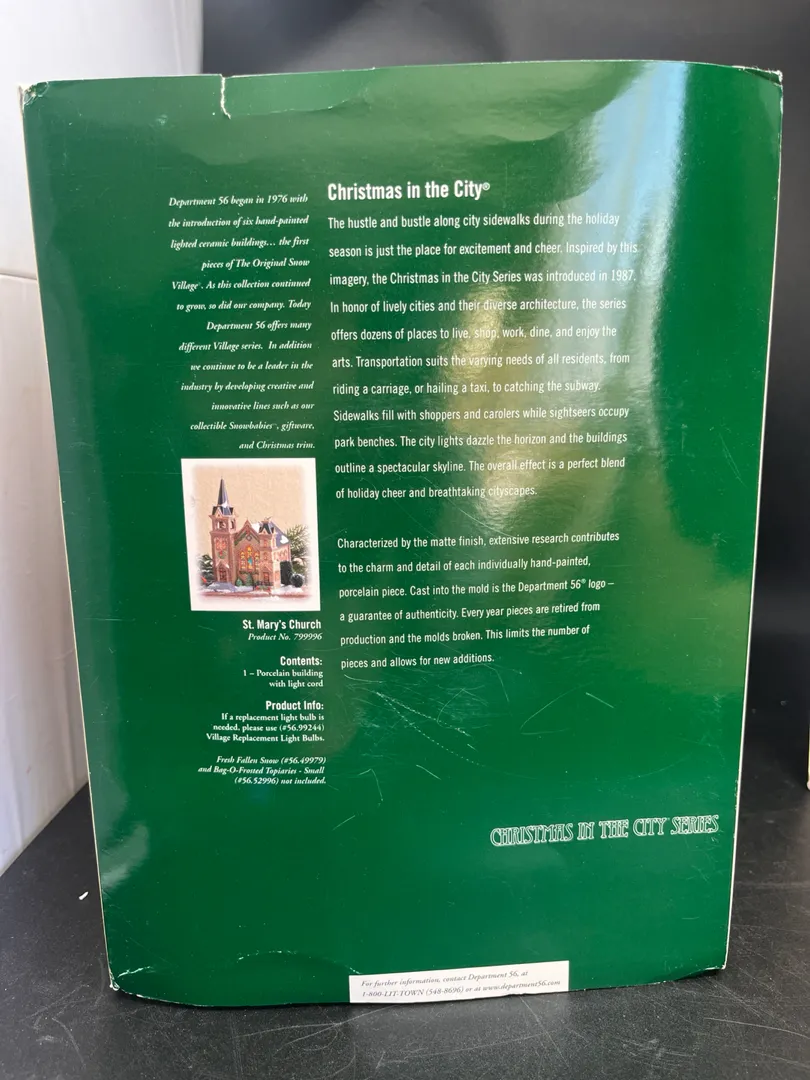 Department 56 began in 1976 with
the introduction of six hand-painted
lighted ceramic buildings... the first
pieces of The Original Snow
Village®. As this collection continued
to grow, so did our company. Today
Department 56 offers many
different Village series. In addition
we continue to be a leader in the
industry by developing creative and
innovative lines such as our
collectible Snowbabies™, giftware,
and Christmas trim.
St. Mary's Church
Product No. 799996
Contents:
1 – Porcelain building
with light cord
Product Info:
If a replacement light bulb is
needed, please use (#56.99244)
Village Replacement Light Bulbs.
Fresh Fallen Snow (#56.49979)
and Bag-O-Frosted Topiaries - Small
(#56.52996) not included.
Christmas in the City®
The hustle and bustle along city sidewalks during the holiday
season is just the place for excitement and cheer. Inspired by this
imagery, the Christmas in the City Series was introduced in 1987.
In honor of lively cities and their diverse architecture, the series
offers dozens of places to live, shop, work, dine, and enjoy the
arts. Transportation suits the varying needs of all residents, from
riding a carriage, or hailing a taxi, to catching the subway.
Sidewalks fill with shoppers and carolers while sightseers occupy
park benches. The city lights dazzle the horizon and the buildings
outline a spectacular skyline. The overall effect is a perfect blend
of holiday cheer and breathtaking cityscapes.
Characterized by the matte finish, extensive research contributes
to the charm and detail of each individually hand-painted,
porcelain piece. Cast into the mold is the Department 56® logo –
a guarantee of authenticity. Every year pieces are retired from
production and the molds broken. This limits the number of
pieces and allows for new additions.
CHRISTMAS IN THE CITY SERIES
For further information, contact Department 56, at
1-800-LIT-TOWN (548-8696) or at www.department56.com